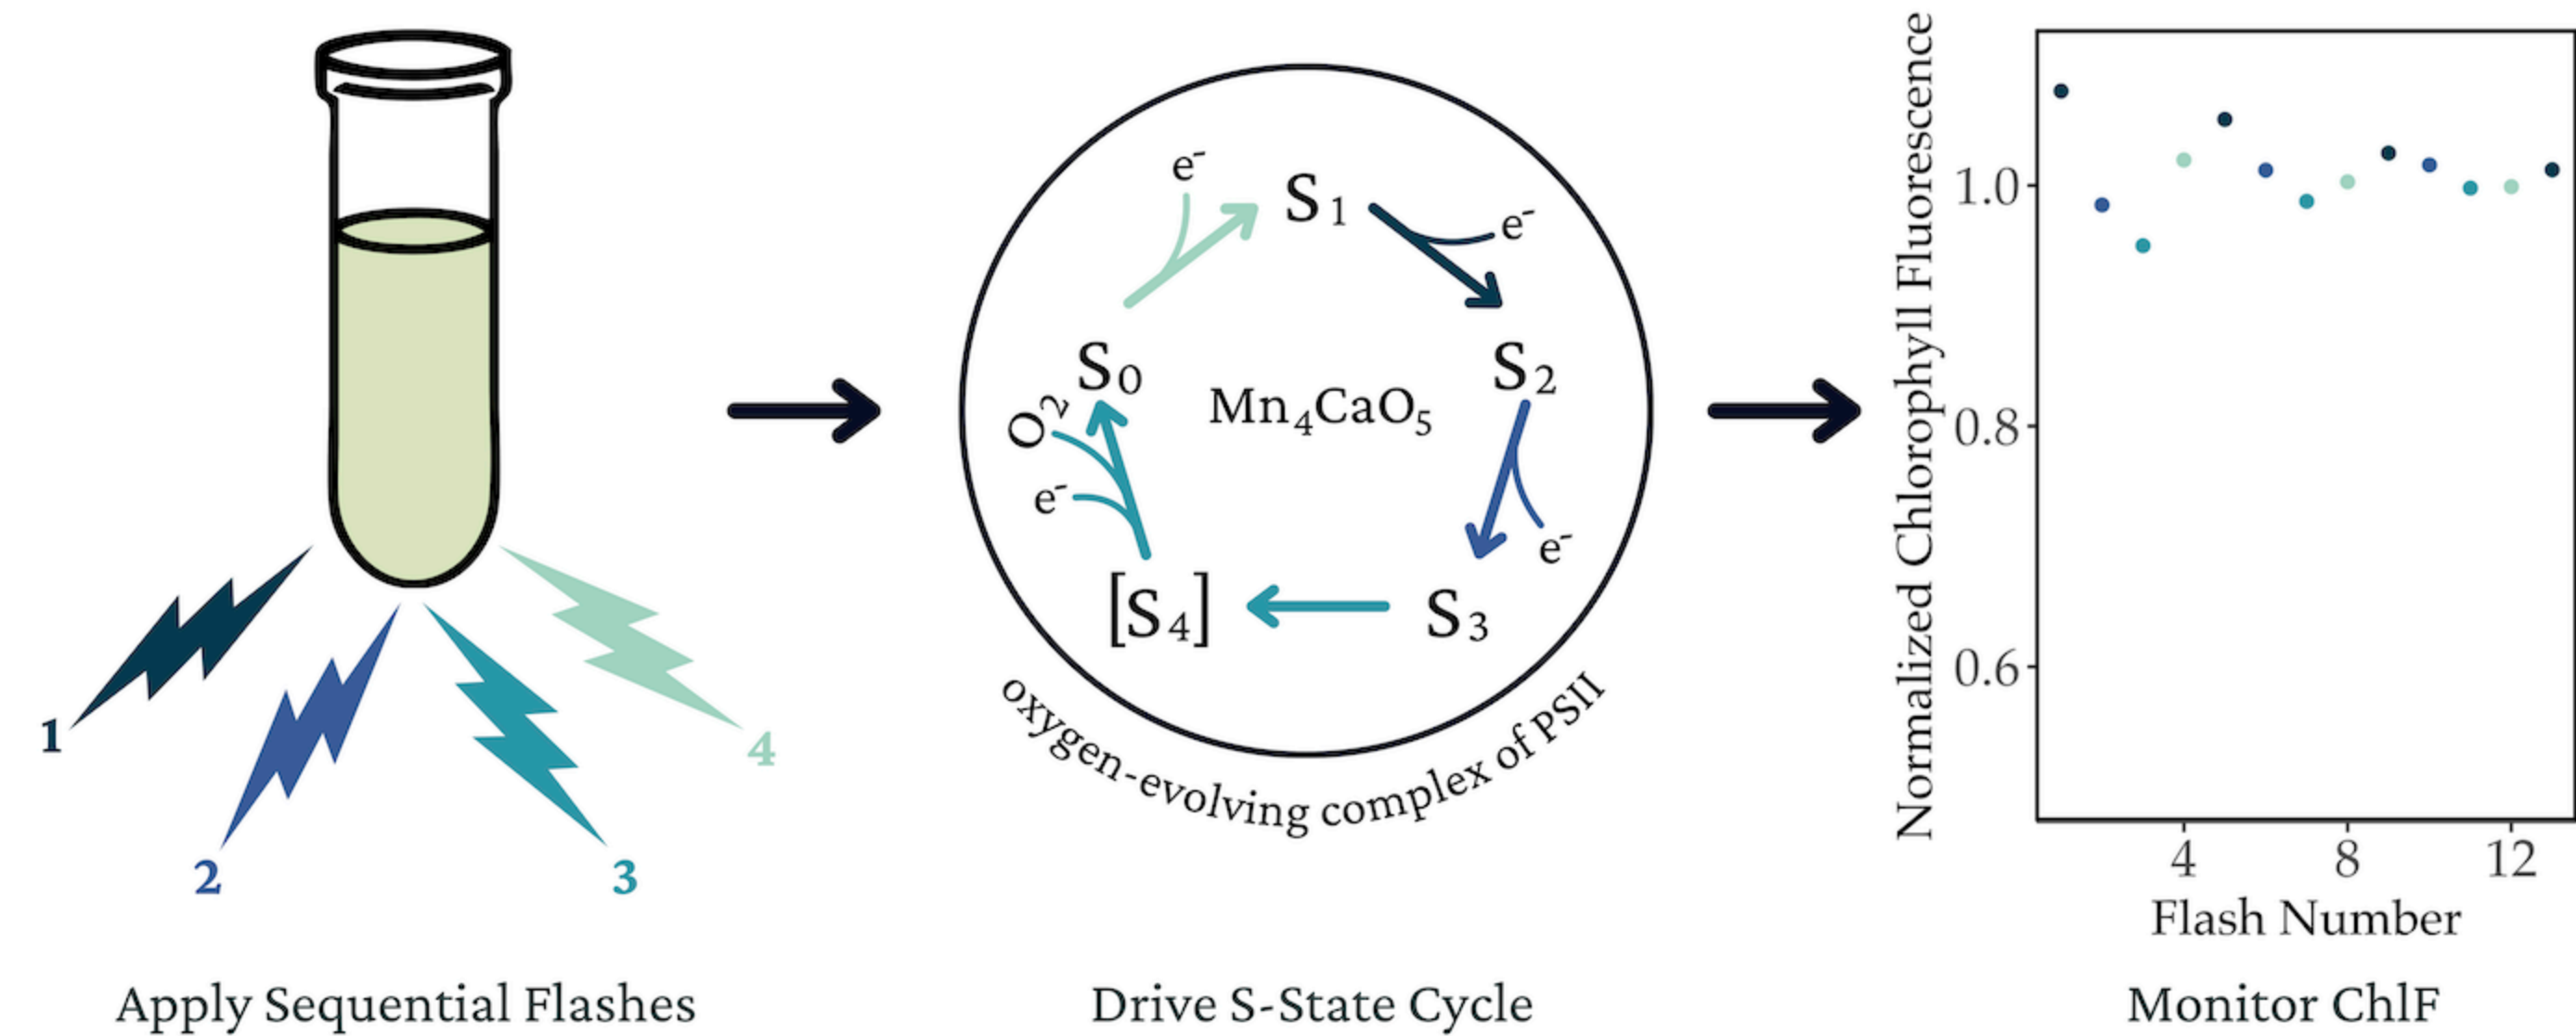 1
2
3
4
Apply Sequential Flashes
e⁻
S₁
e⁻
S₀
S₂
O₂
Mn₄CaO₅
e⁻
e⁻
[S₄]
S₃
oxygen-evolving complex of PSII
Drive S-State Cycle
Normalized Chlorophyll Fluorescence
1.0
0.8
0.6
4 8 12
Flash Number
Monitor ChlF